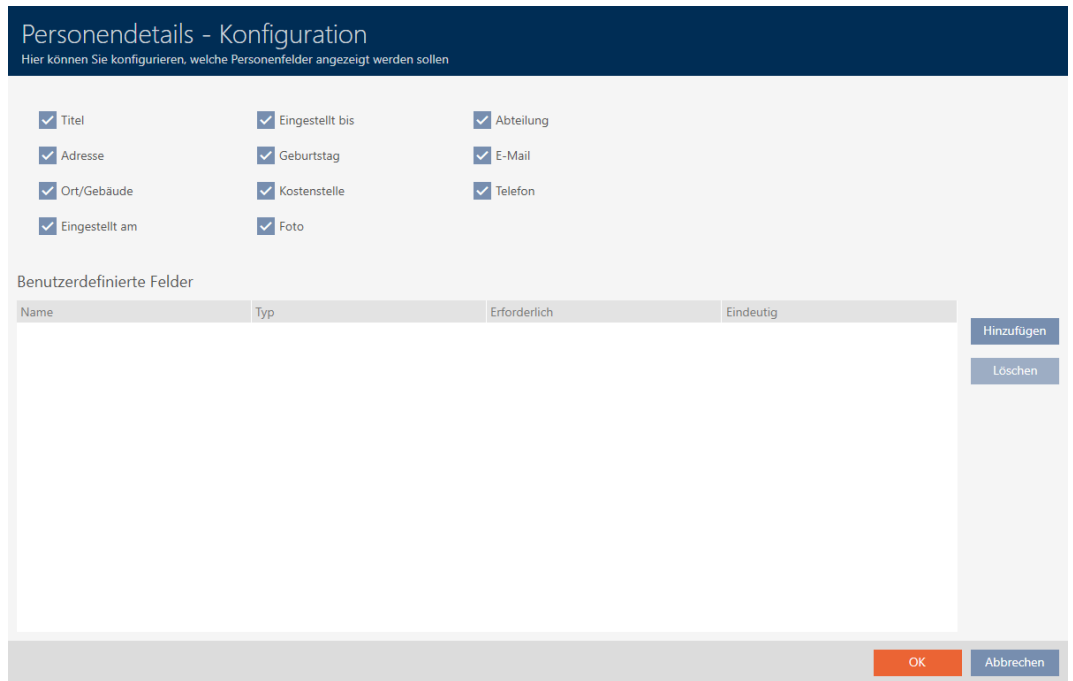 Personendetails - Konfiguration
Hier können Sie konfigurieren, welche Personenfelder angezeigt werden sollen
Titel Eingestellt bis Abteilung
Adresse Geburtstag E-Mail
Ort/Gebäude Kostenstelle Telefon
Eingestellt am Foto
Benutzerdefinierte Felder
Name Typ Erforderlich Eindeutig
Hinzufügen
Löschen
OK Abbrechen